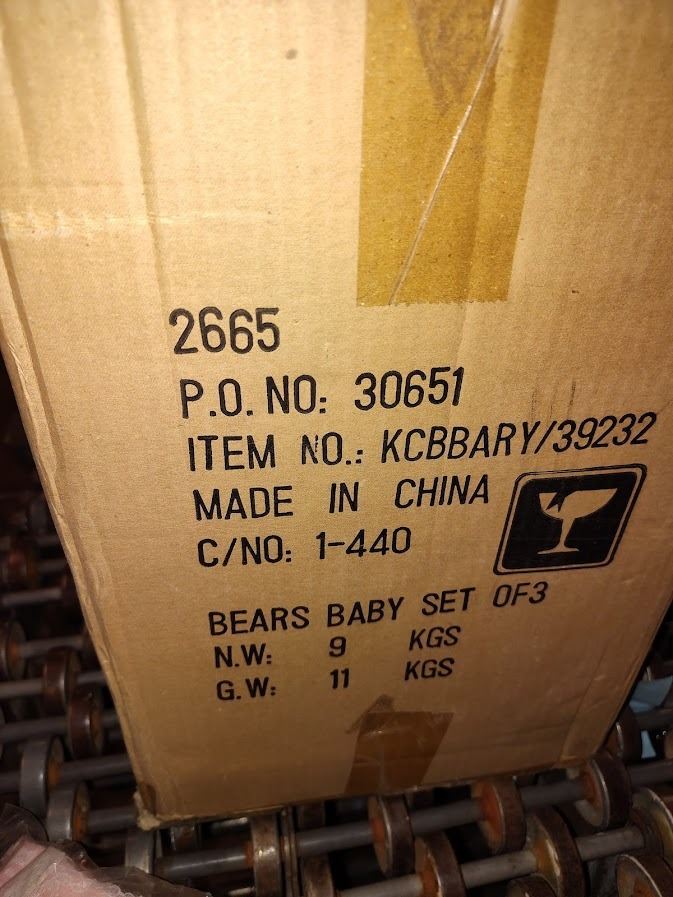 2665
P.O. NO: 30651
ITEM NO.: KCBBARY/39232
MADE IN CHINA
C/NO: 1-440
BEARS BABY SET OF3
N.W: 9 KGS
G.W: 11 KGS